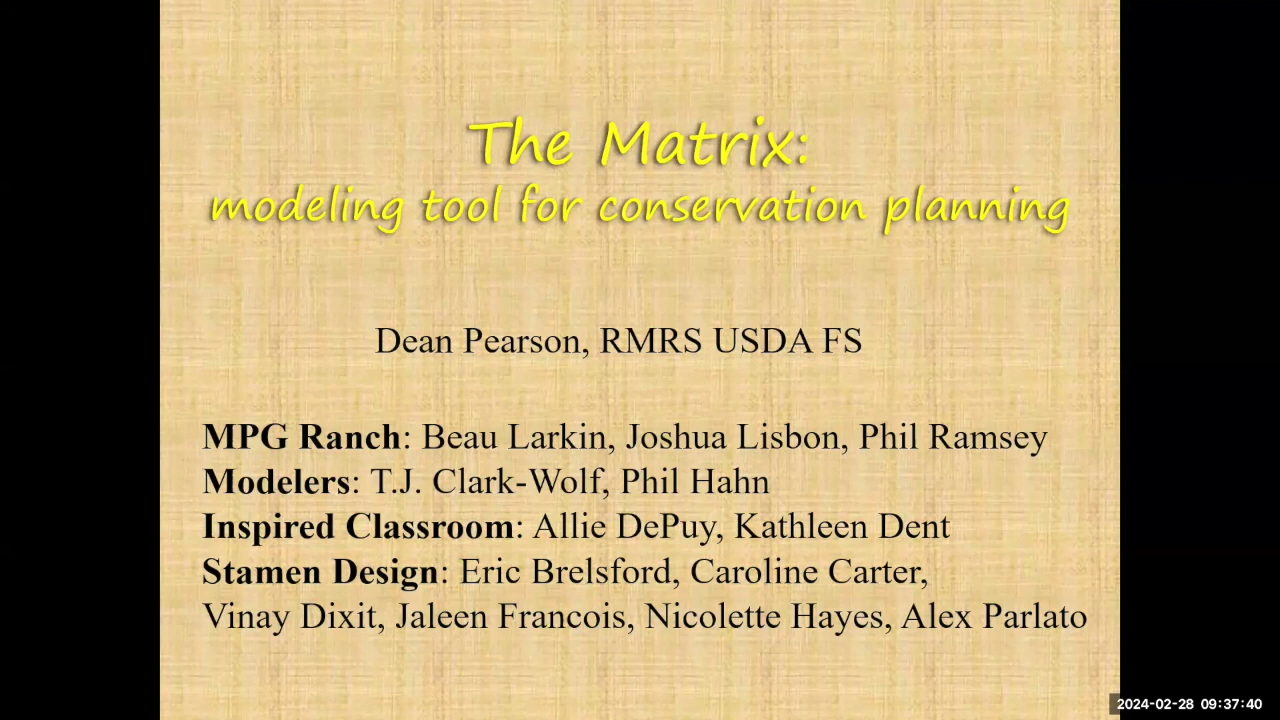 The Matrix:
modeling tool for conservation planning
Dean Pearson, RMRS USDA FS
MPG Ranch: Beau Larkin, Joshua Lisbon, Phil Ramsey
Modelers: T.J. Clark-Wolf, Phil Hahn
Inspired Classroom: Allie DePuy, Kathleen Dent
Stamen Design: Eric Brelsford, Caroline Carter,
Vinay Dixit, Jaleen Francois, Nicolette Hayes, Alex Parlato
2024-02-28 09:37:40